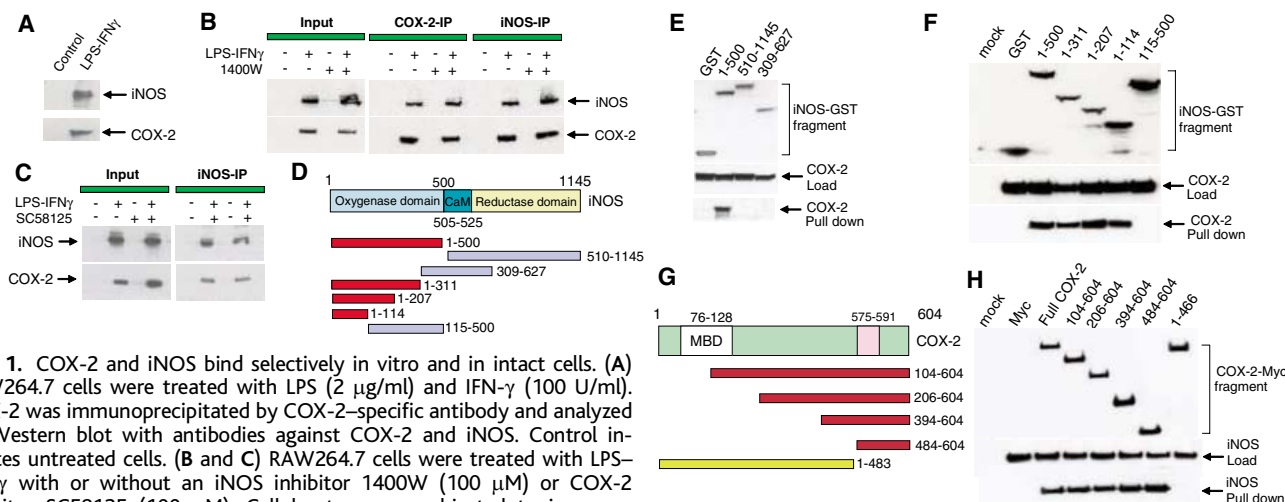 A
Control
LPS-IFNγ
iNOS
COX-2
B
Input
COX-2-IP
iNOS-IP
LPS-IFNγ - + - + - + - + - + - +
1400W - - + + - - + + - - + +
iNOS
COX-2
C
Input
iNOS-IP
LPS-IFNγ - + - + - + - +
SC58125 - - + + - - + +
iNOS
COX-2
D
1 500 1145
Oxygenase domain CaM Reductase domain iNOS
505-525
1-500
510-1145
309-627
1-311
1-207
1-114
115-500
E
GST
1-500
510-1145
309-627
iNOS-GST
fragment
COX-2
Load
COX-2
Pull down
F
mock
GST
1-500
1-311
1-207
1-114
115-500
iNOS-GST
fragment
COX-2
Load
COX-2
Pull down
G
1 76-128 575-591 604
MBD COX-2
104-604
206-604
394-604
484-604
1-483
H
mock
Myc
Full COX-2
104-604
206-604
394-604
484-604
1-466
COX-2-Myc
fragment
iNOS
Load
iNOS
Pull down
1. COX-2 and iNOS bind selectively in vitro and in intact cells. (A)
264.7 cells were treated with LPS (2 μg/ml) and IFN-γ (100 U/ml).
-2 was immunoprecipitated by COX-2–specific antibody and analyzed
Western blot with antibodies against COX-2 and iNOS. Control in-
tes untreated cells. (B and C) RAW264.7 cells were treated with LPS–
γ with or without an iNOS inhibitor 1400W (100 μM) or COX-2